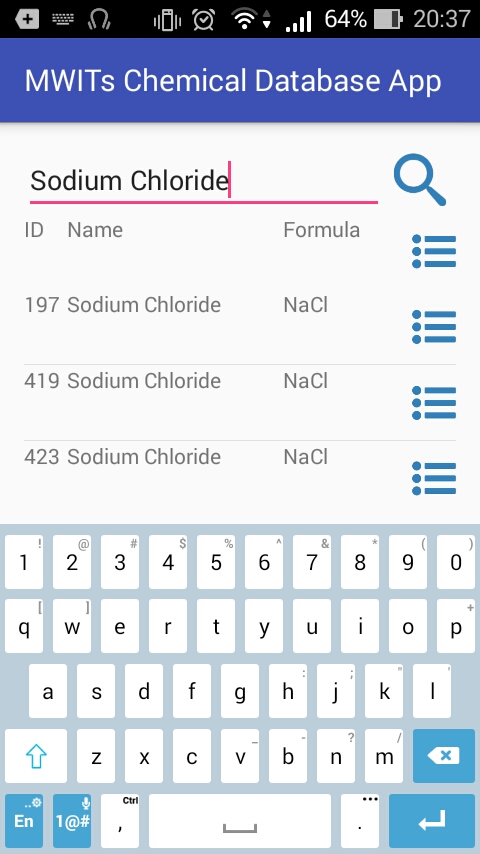 64% 20:37
MWITs Chemical Database App
Sodium Chloride
ID Name Formula
197 Sodium Chloride NaCl
419 Sodium Chloride NaCl
423 Sodium Chloride NaCl
! @ # $ % ^ & * ( )
1 2 3 4 5 6 7 8 9 0
[ ] +
q w e r t y u i o p
: ; " '
a s d f g h j k l
_ - ? /
z x c v b n m
Ctrl
En 1@# , .